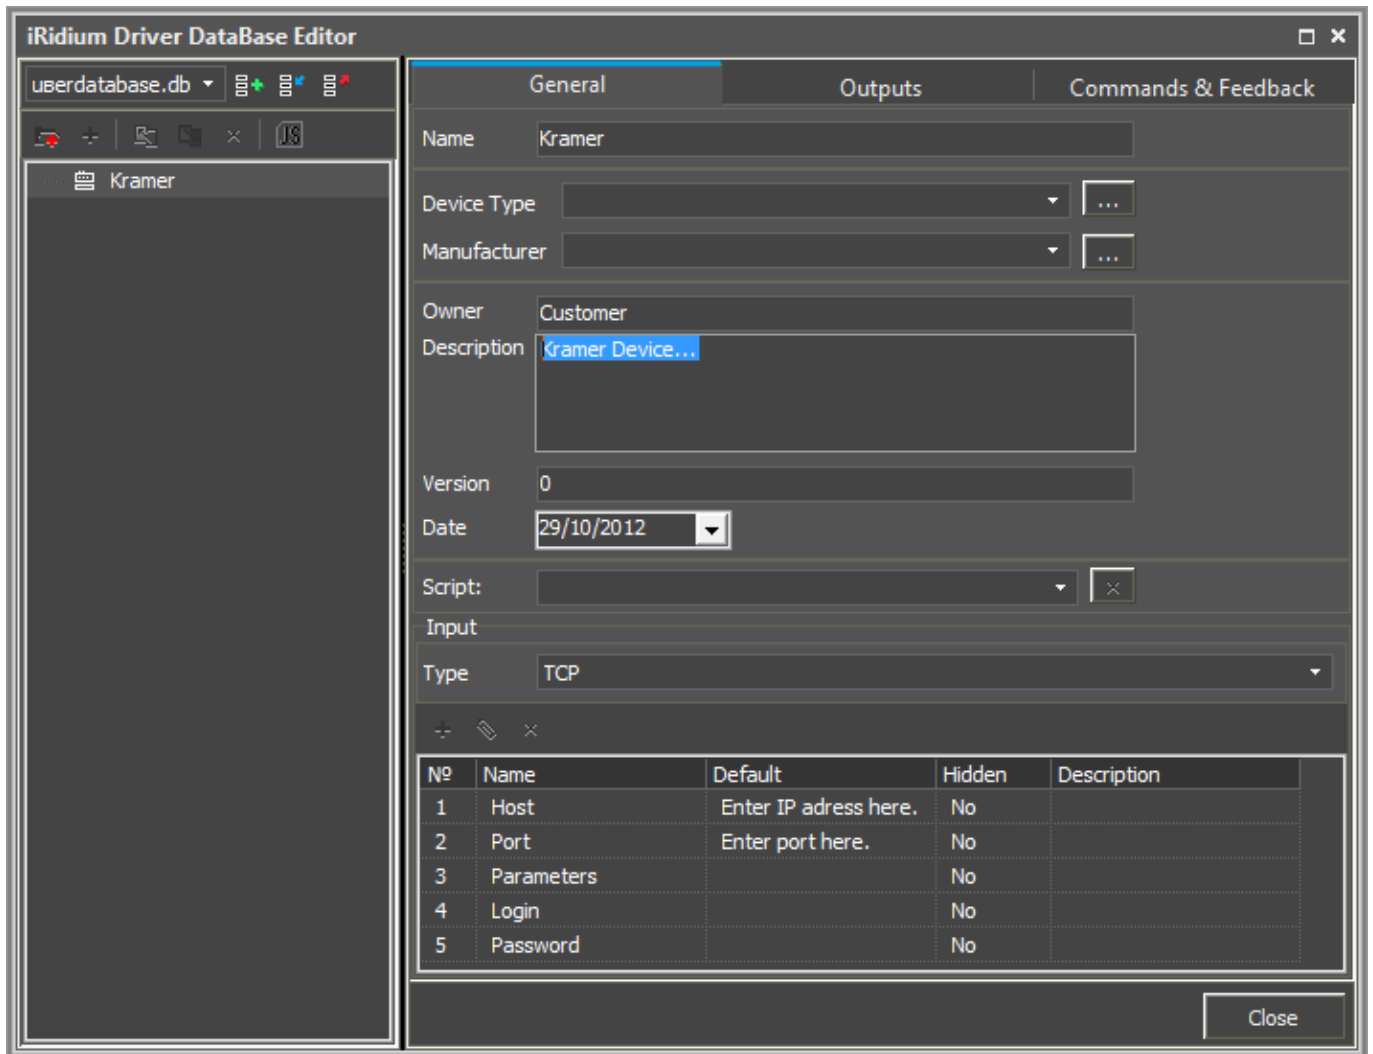 iRidium Driver DataBase Editor
userdatabase.db
General
Outputs
Commands & Feedback
JS
Kramer
Name
Kramer
Device Type
...
Manufacturer
...
Owner
Customer
Description
Kramer Device...
Version
0
Date
29/10/2012
Script:
Input
Type
TCP
Nº Name Default Hidden Description
1 Host Enter IP adress here. No
2 Port Enter port here. No
3 Parameters No
4 Login No
5 Password No
Close